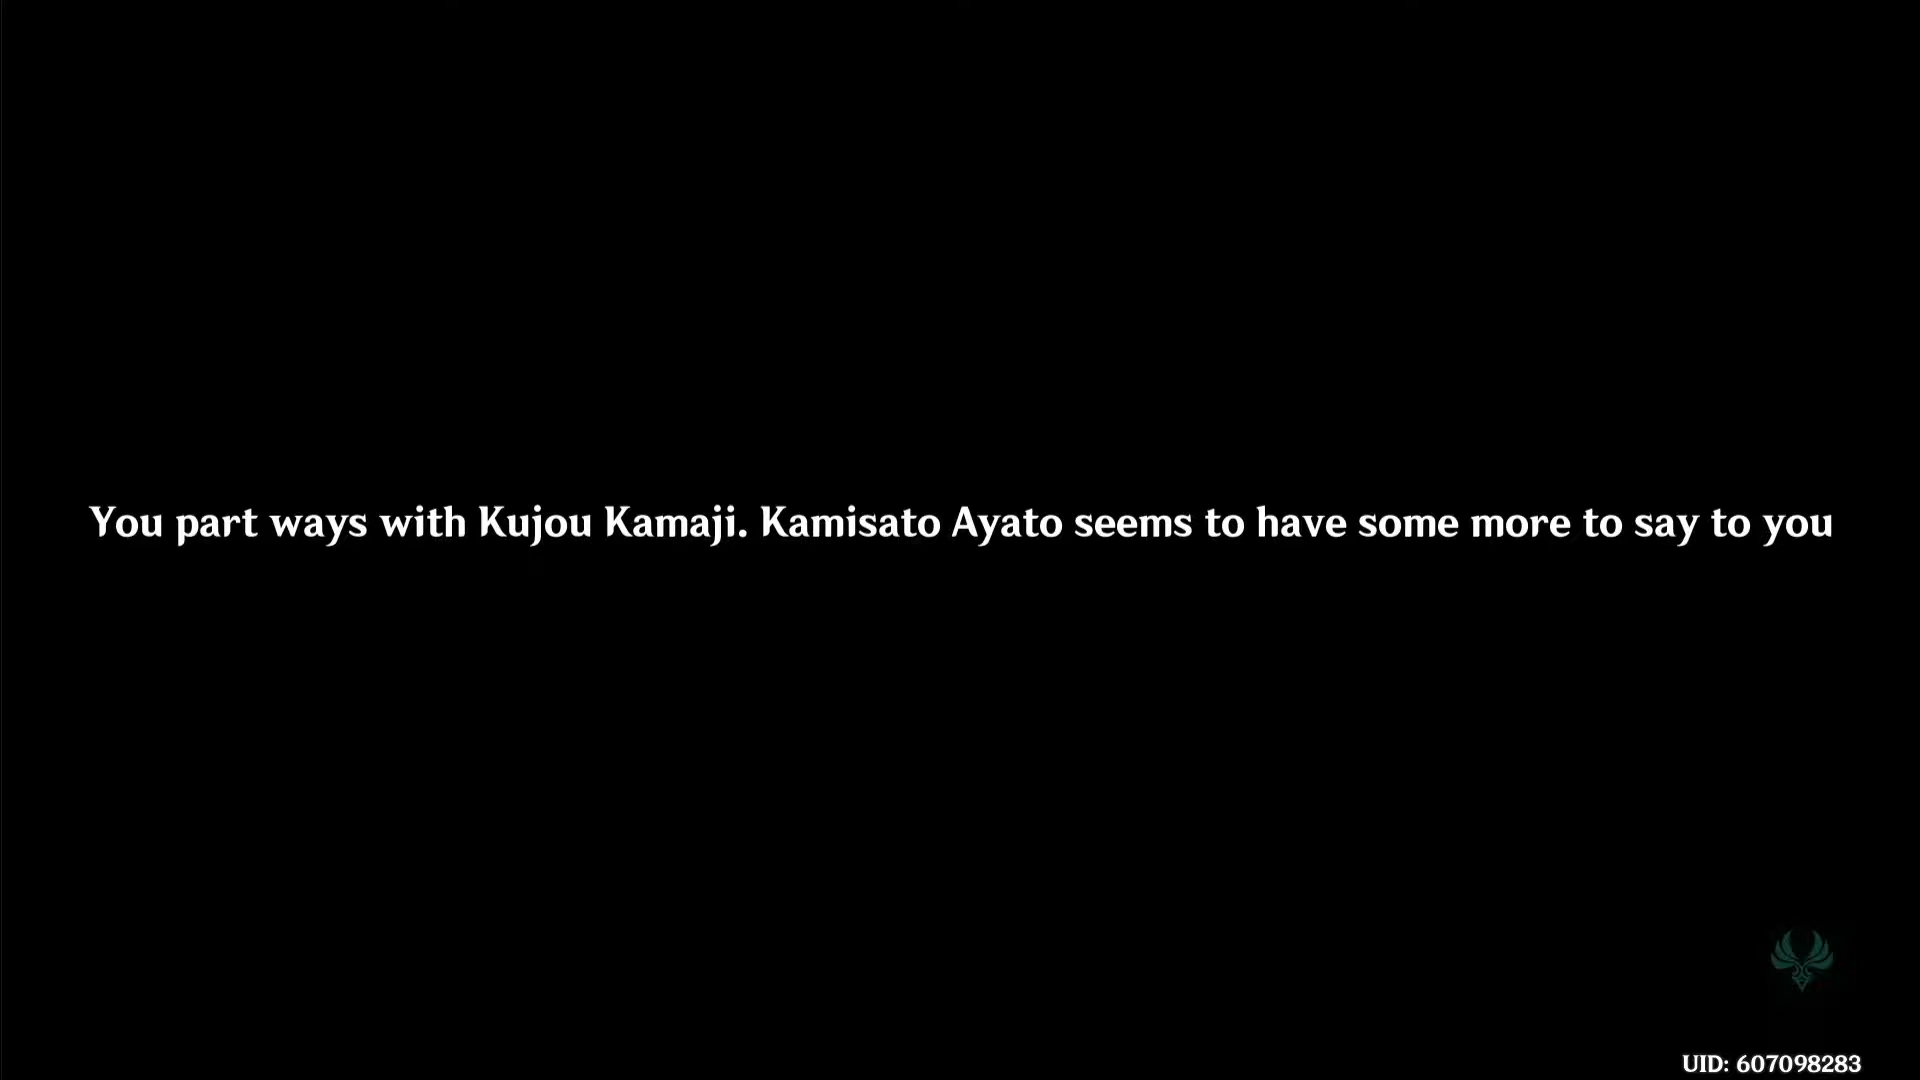 You part ways with Kujou Kamaji. Kamisato Ayato seems to have some more to say to you
UID: 607098283